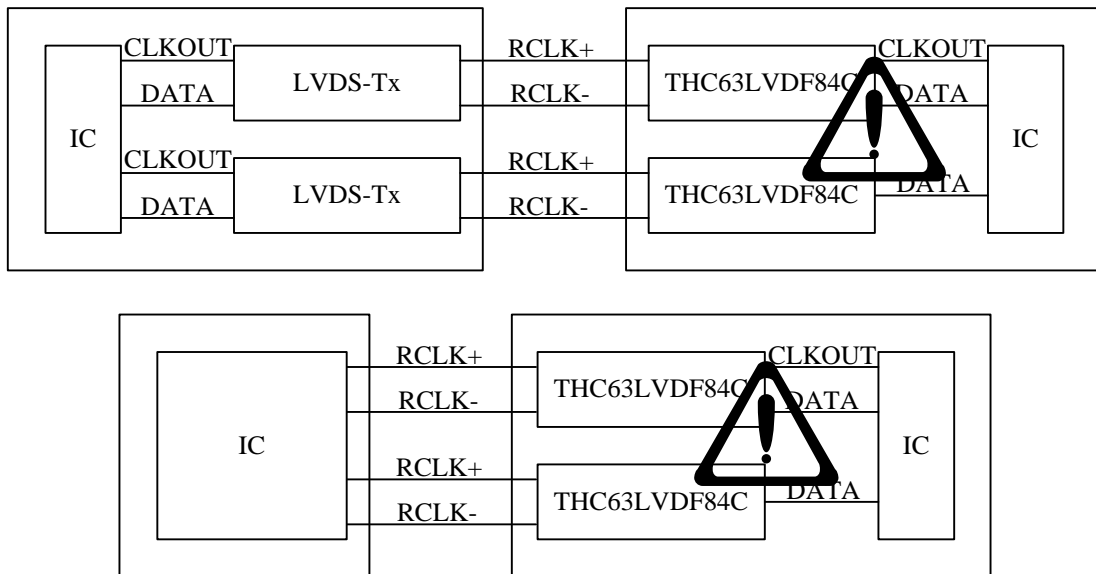 CLKOUT
RCLK+
CLKOUT
LVDS-Tx
THC63LVDF84C
DATA
RCLK-
DATA
IC
IC
CLKOUT
RCLK+
LVDS-Tx
THC63LVDF84C
DATA
DATA
RCLK-
RCLK+
CLKOUT
THC63LVDF84C
RCLK-
DATA
IC
IC
RCLK+
THC63LVDF84C
DATA
RCLK-